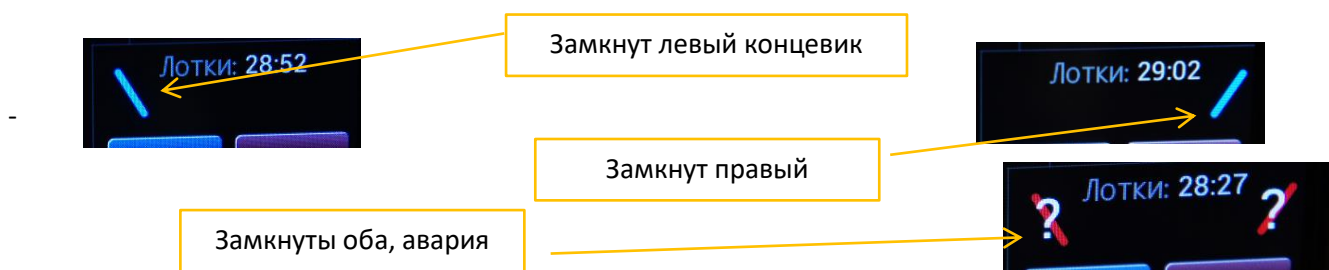 Замкнут левый концевик
Лотки: 28:52
Лотки: 29:02
-
Замкнут правый
Лотки: 28:27
? ?
Замкнуты оба, авария